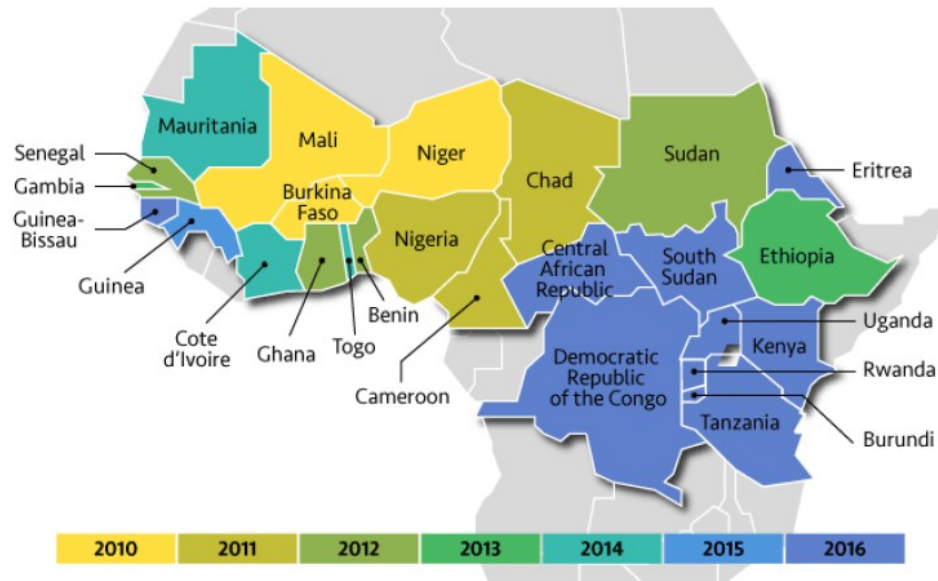 Mauritania
Mali
Niger
Chad
Sudan
Eritrea
Senegal
Gambia
Guinea-
Bissau
Guinea
Burkina
Faso
Nigeria
Central
African
Republic
South
Sudan
Ethiopia
Cote
d'Ivoire
Ghana
Togo
Benin
Cameroon
Democratic
Republic
of the Congo
Uganda
Kenya
Rwanda
Tanzania
Burundi
2010
2011
2012
2013
2014
2015
2016